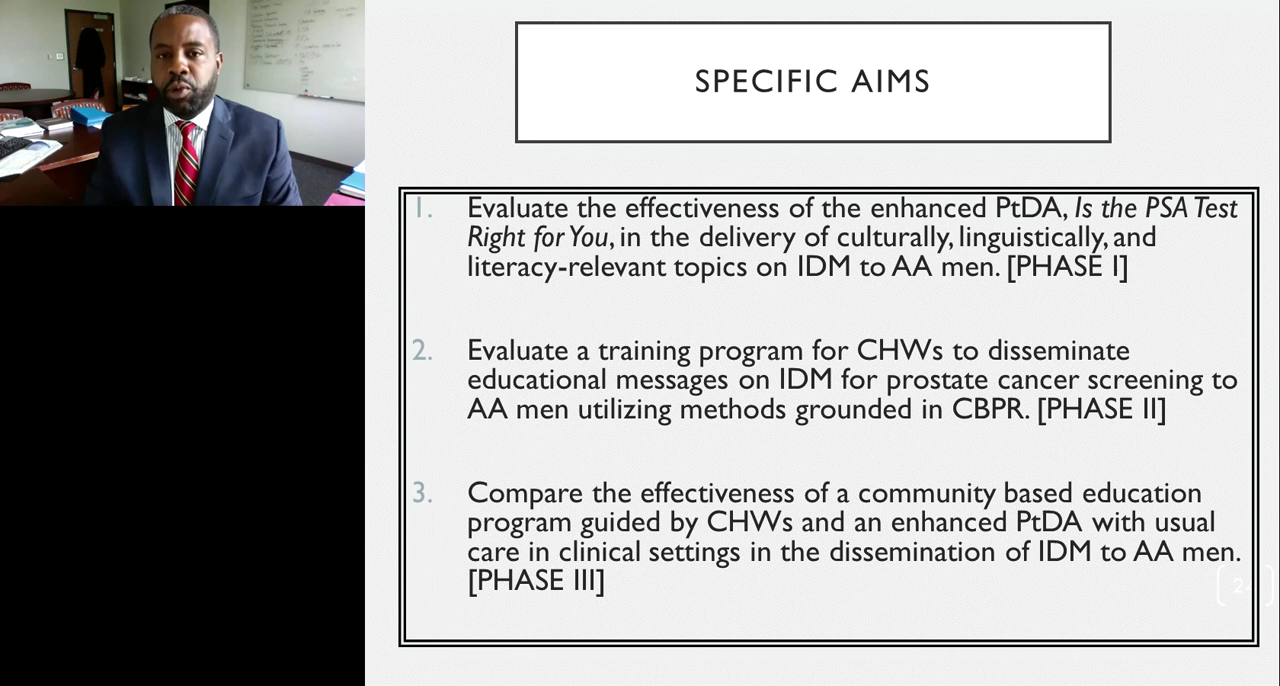 SPECIFIC AIMS
1. Evaluate the effectiveness of the enhanced PtDA, Is the PSA Test
Right for You, in the delivery of culturally, linguistically, and
literacy-relevant topics on IDM to AA men. [PHASE I]
2. Evaluate a training program for CHWs to disseminate
educational messages on IDM for prostate cancer screening to
AA men utilizing methods grounded in CBPR. [PHASE II]
3. Compare the effectiveness of a community based education
program guided by CHWs and an enhanced PtDA with usual
care in clinical settings in the dissemination of IDM to AA men.
[PHASE III]